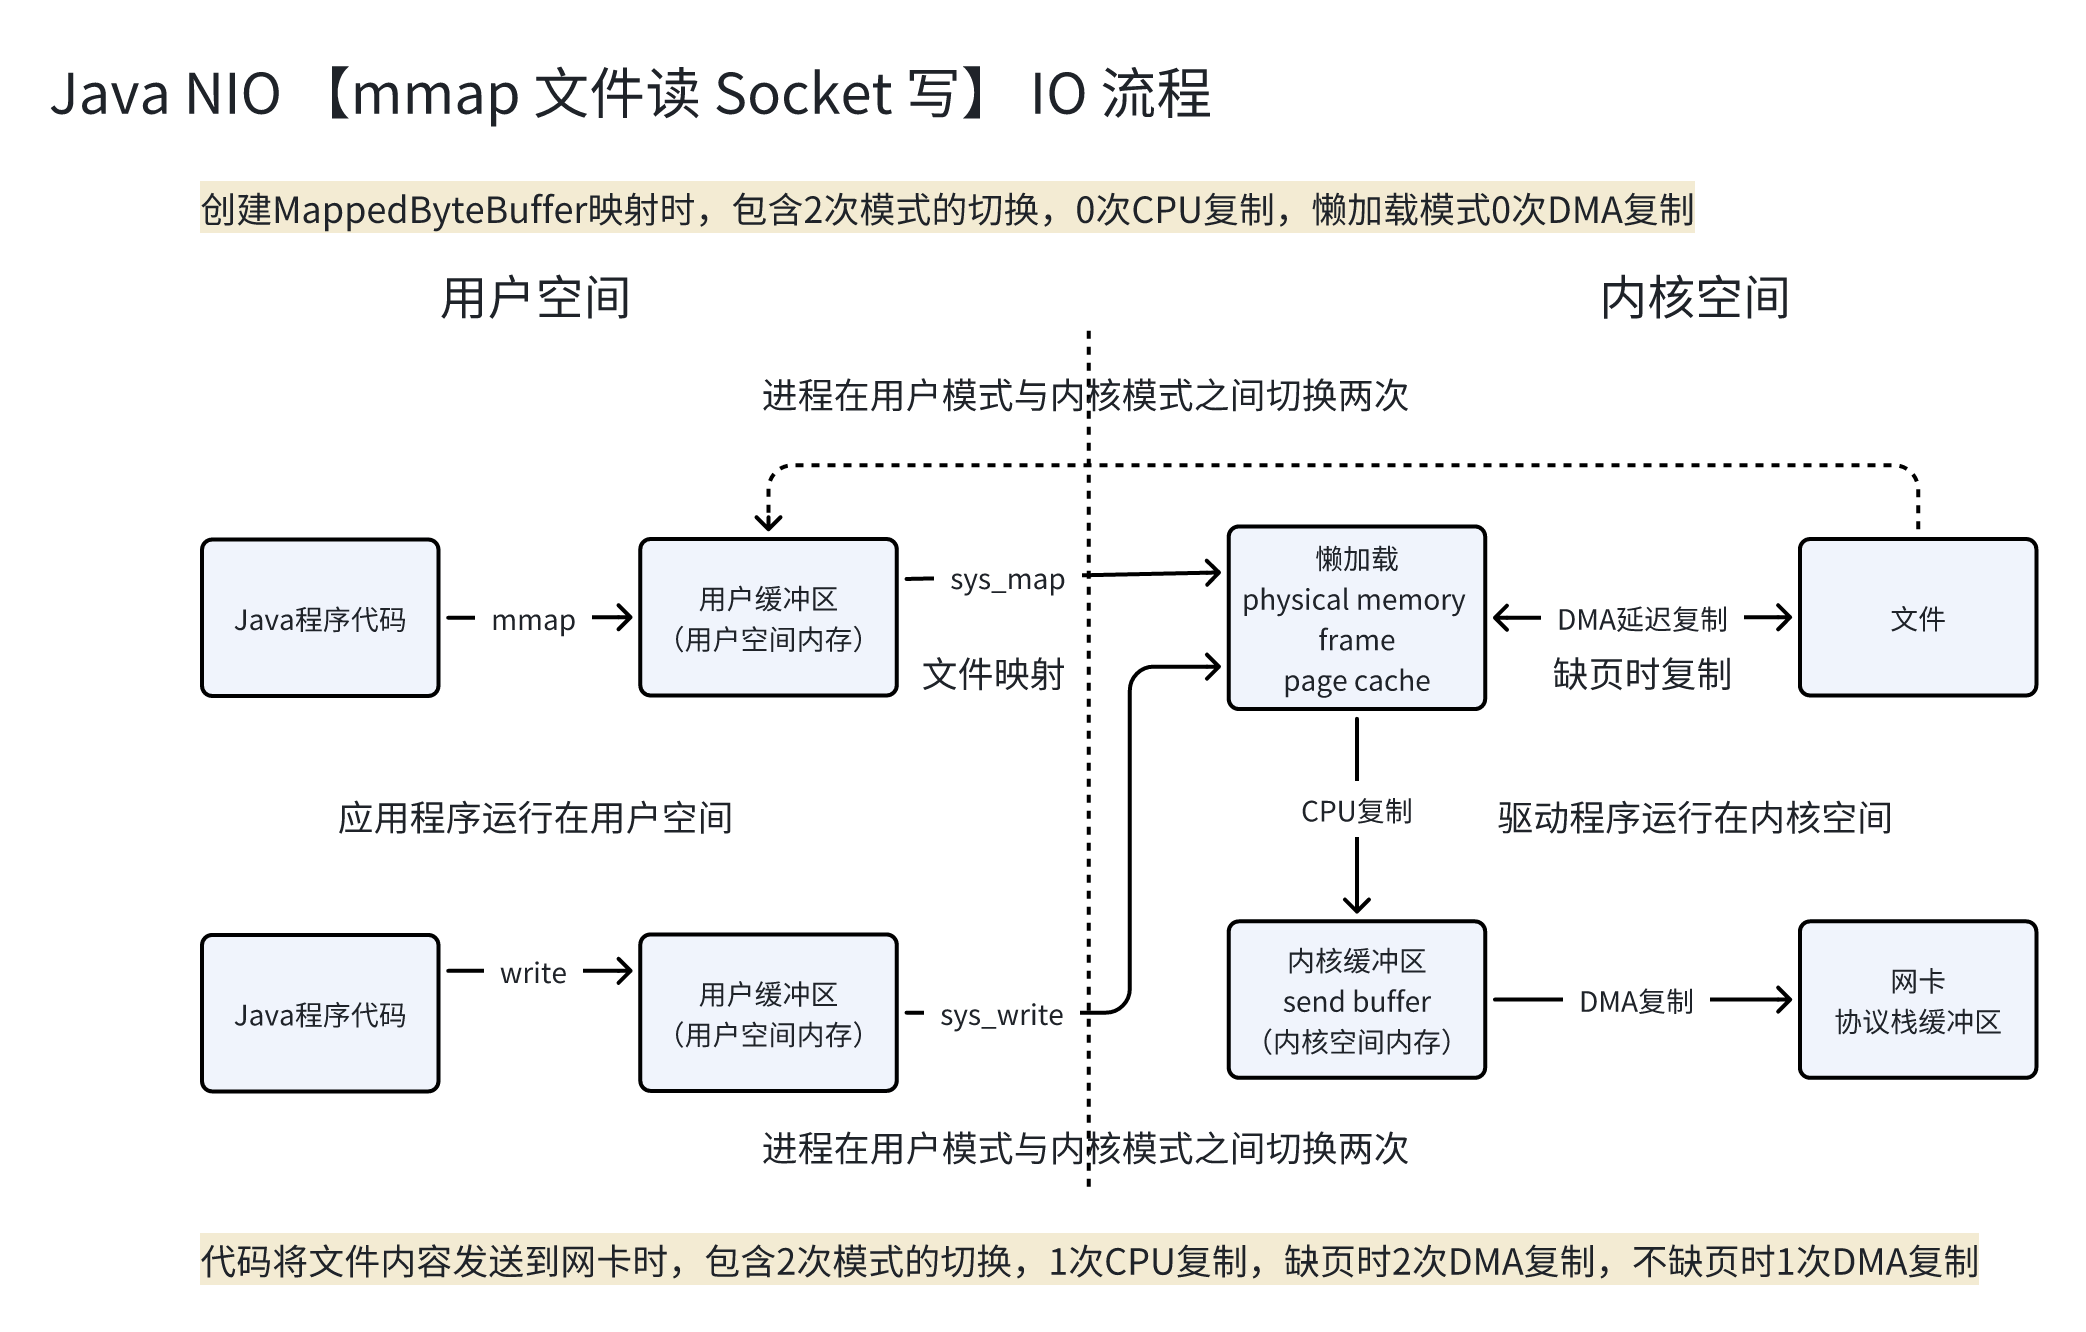 Java NIO 【mmap 文件读 Socket 写】 IO 流程
创建MappedByteBuffer映射时，包含2次模式的切换，0次CPU复制，懒加载模式0次DMA复制
用户空间
内核空间
进程在用户模式与内核模式之间切换两次
Java程序代码
mmap
用户缓冲区
（用户空间内存）
sys_map
文件映射
懒加载
physical memory
frame
page cache
DMA延迟复制
缺页时复制
文件
应用程序运行在用户空间
CPU复制
驱动程序运行在内核空间
Java程序代码
write
用户缓冲区
（用户空间内存）
sys_write
内核缓冲区
send buffer
（内核空间内存）
DMA复制
网卡
协议栈缓冲区
进程在用户模式与内核模式之间切换两次
代码将文件内容发送到网卡时，包含2次模式的切换，1次CPU复制，缺页时2次DMA复制，不缺页时1次DMA复制